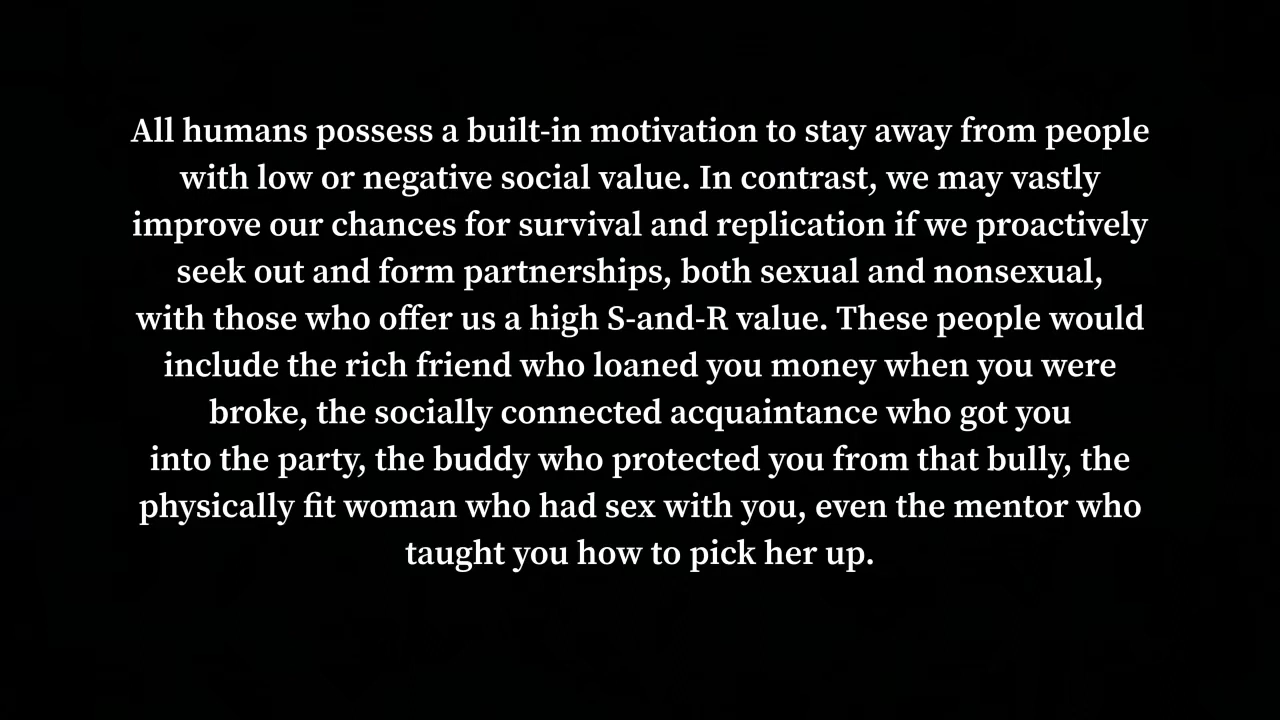 All humans possess a built-in motivation to stay away from people
with low or negative social value. In contrast, we may vastly
improve our chances for survival and replication if we proactively
seek out and form partnerships, both sexual and nonsexual,
with those who offer us a high S-and-R value. These people would
include the rich friend who loaned you money when you were
broke, the socially connected acquaintance who got you
into the party, the buddy who protected you from that bully, the
physically fit woman who had sex with you, even the mentor who
taught you how to pick her up.